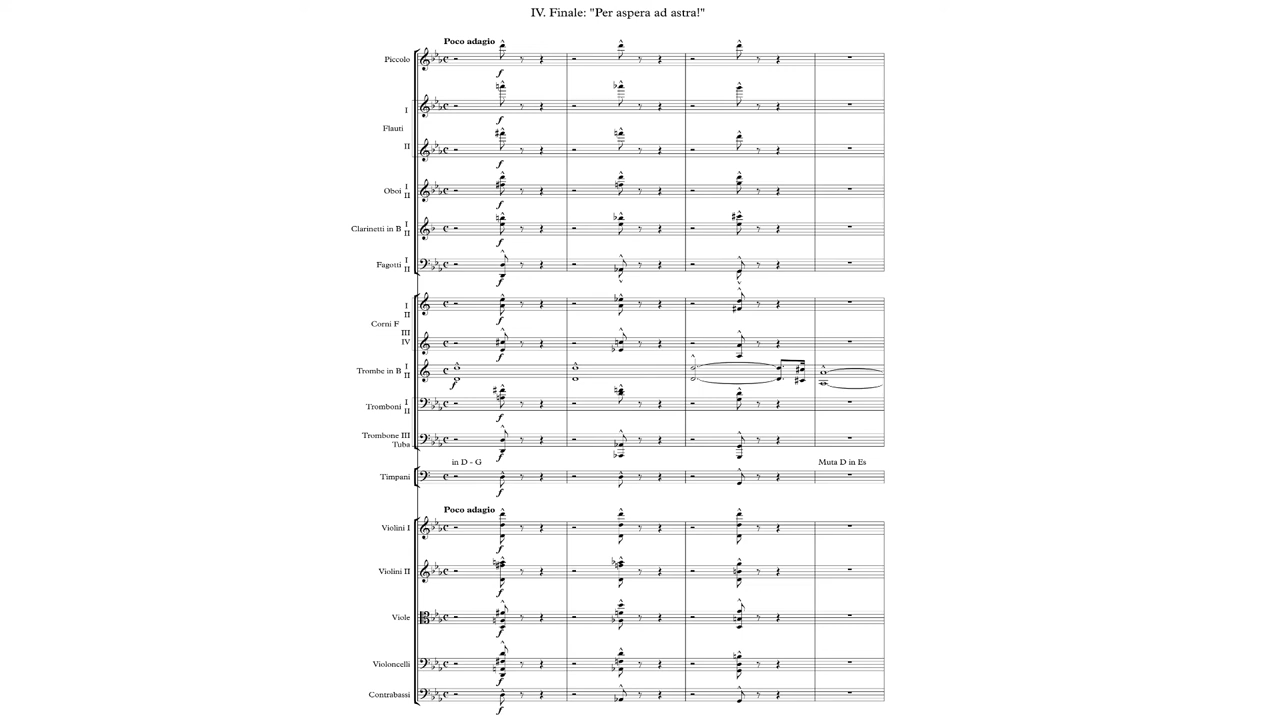 IV. Finale: "Per aspera ad astra!"
Poco adagio
Piccolo
f
I
Flauti
f
II
f
Oboi I
II
f
Clarinetti in B I
II
f
Fagotti I
II
f
I
II
Corni F
f
III
IV
f
Trombe in B I
II
f
Tromboni I
II
f
Trombone III
Tuba
f
in D - G
Muta D in Es
Timpani
f
Poco adagio
Violini I
f
Violini II
f
Viole
f
Violoncelli
f
Contrabassi
f